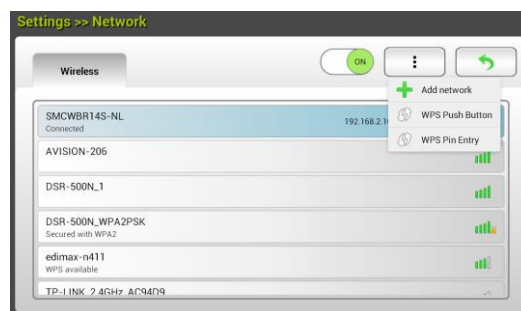 Settings >> Network
Wireless
ON
Add network
WPS Push Button
WPS Pin Entry
SMCWBR14S-NL
Connected
192.168.2.1
AVISION-206
DSR-500N_1
DSR-500N_WPA2PSK
Secured with WPA2
edimax-n411
WPS available
TP-LINK_2.4GHz_AC94D9